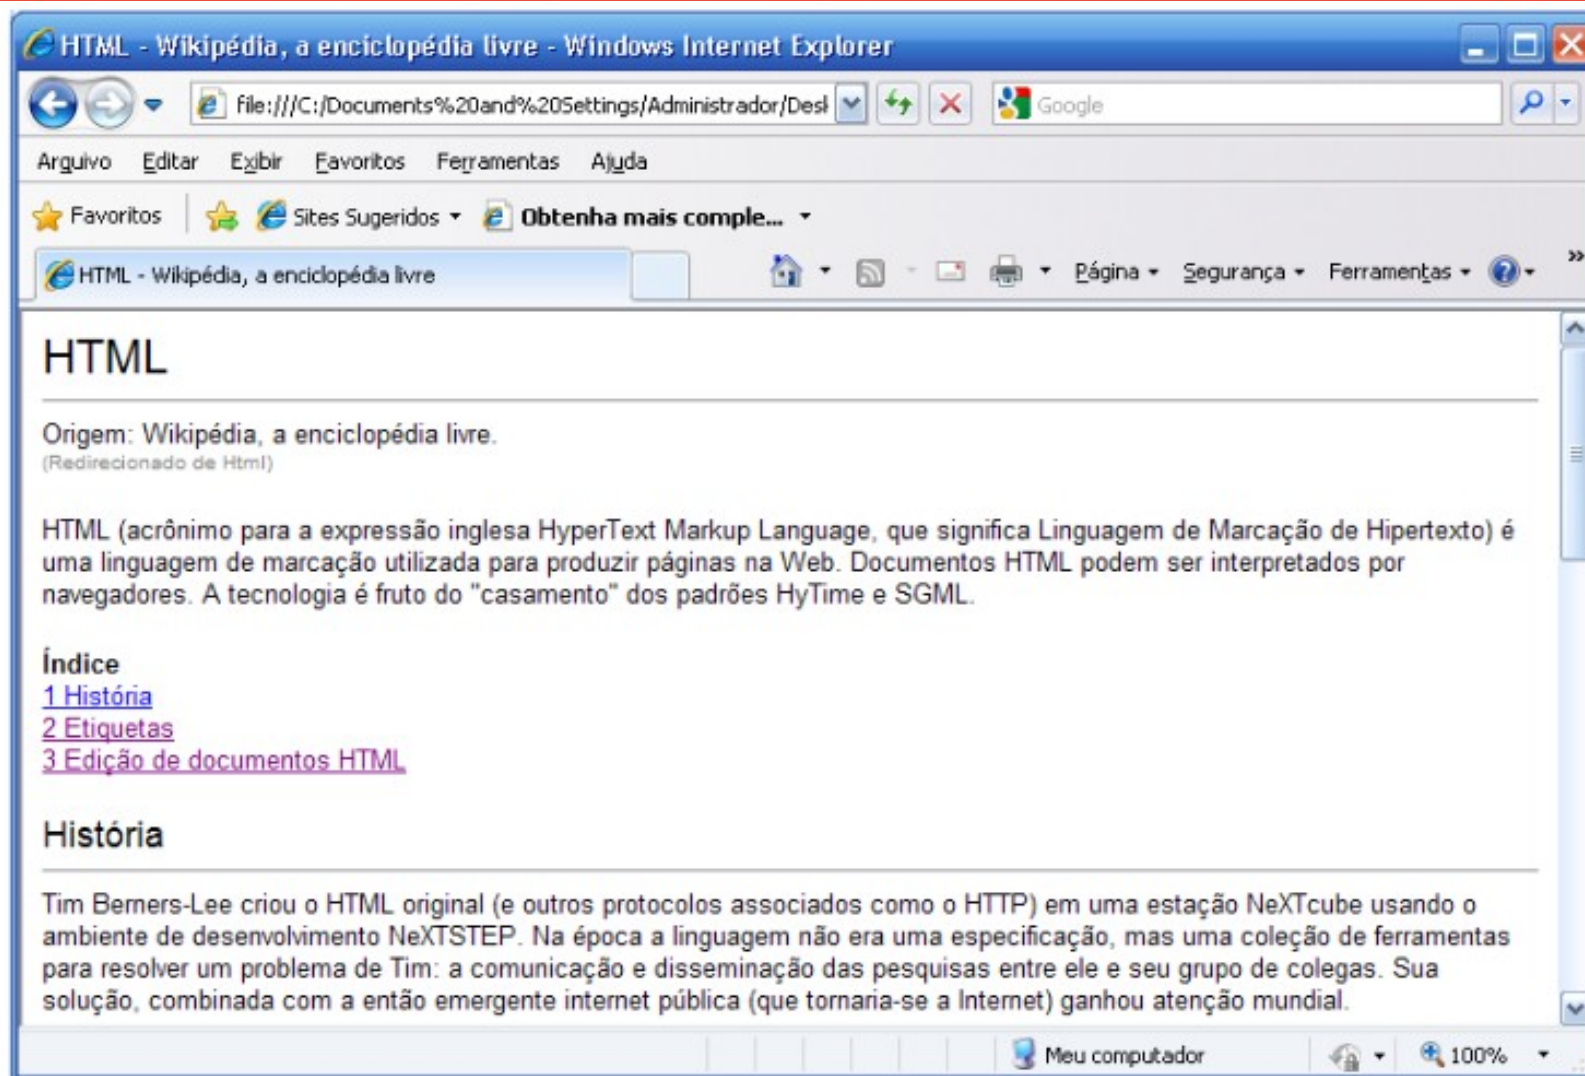 HTML - Wikipédia, a enciclopédia livre - Windows Internet Explorer
file:///C:/Documents%20and%20Settings/Administrador/Desk
Google
Arquivo Editar Exibir Favoritos Ferramentas Ajuda
Favoritos Sites Sugeridos Obtenha mais comple...
HTML - Wikipédia, a enciclopédia livre
Página Segurança Ferramentas »
HTML
Origem: Wikipédia, a enciclopédia livre.
(Redirecionado de Html)
HTML (acrônimo para a expressão inglesa HyperText Markup Language, que significa Linguagem de Marcação de Hipertexto) é
uma linguagem de marcação utilizada para produzir páginas na Web. Documentos HTML podem ser interpretados por
navegadores. A tecnologia é fruto do "casamento" dos padrões HyTime e SGML.
Índice
1 História
2 Etiquetas
3 Edição de documentos HTML
História
Tim Berners-Lee criou o HTML original (e outros protocolos associados como o HTTP) em uma estação NeXTcube usando o
ambiente de desenvolvimento NeXTSTEP. Na época a linguagem não era uma especificação, mas uma coleção de ferramentas
para resolver um problema de Tim: a comunicação e disseminação das pesquisas entre ele e seu grupo de colegas. Sua
solução, combinada com a então emergente internet pública (que tornaria-se a Internet) ganhou atenção mundial.
Meu computador 100%